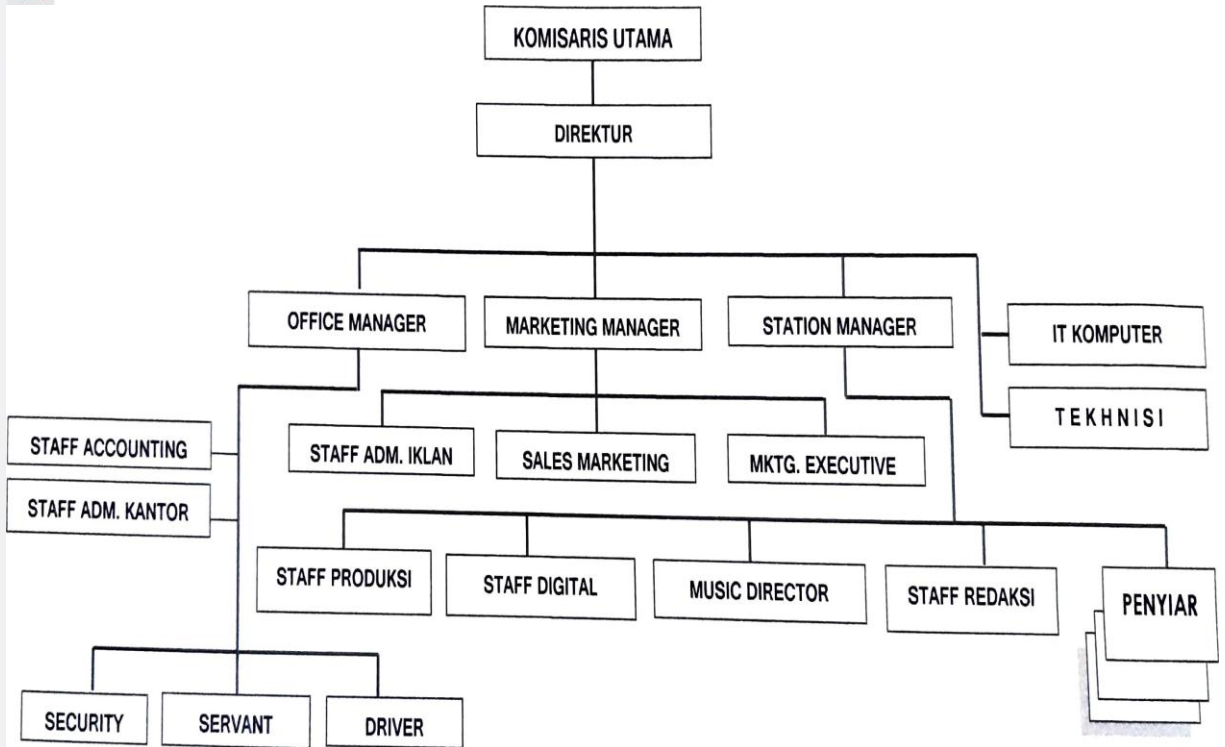 KOMISARIS UTAMA
DIREKTUR
OFFICE MANAGER
MARKETING MANAGER
STATION MANAGER
IT KOMPUTER
TEKHNISI
STAFF ACCOUNTING
STAFF ADM. IKLAN
SALES MARKETING
MKTG. EXECUTIVE
STAFF ADM. KANTOR
STAFF PRODUKSI
STAFF DIGITAL
MUSIC DIRECTOR
STAFF REDAKSI
PENYIAR
SECURITY
SERVANT
DRIVER